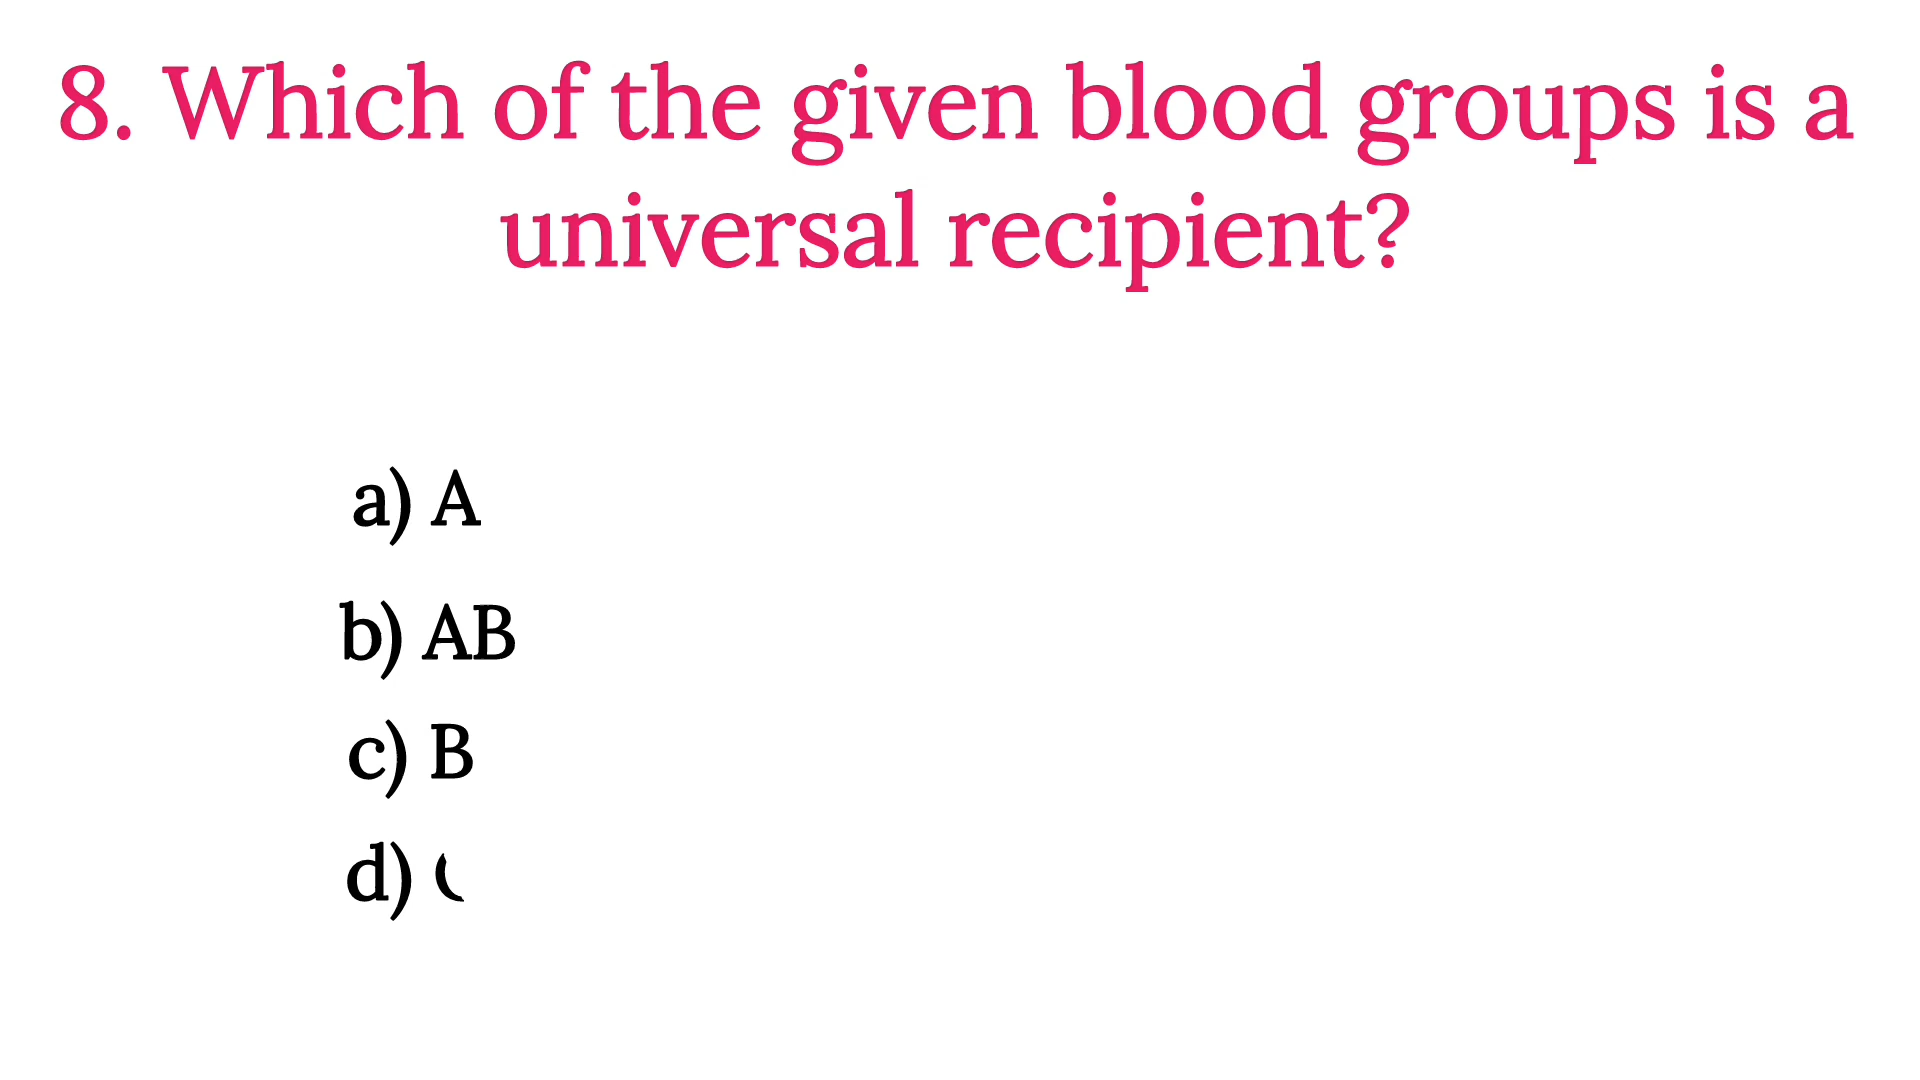 8. Which of the given blood groups is a
universal recipient?
a) A
b) AB
c) B
d)